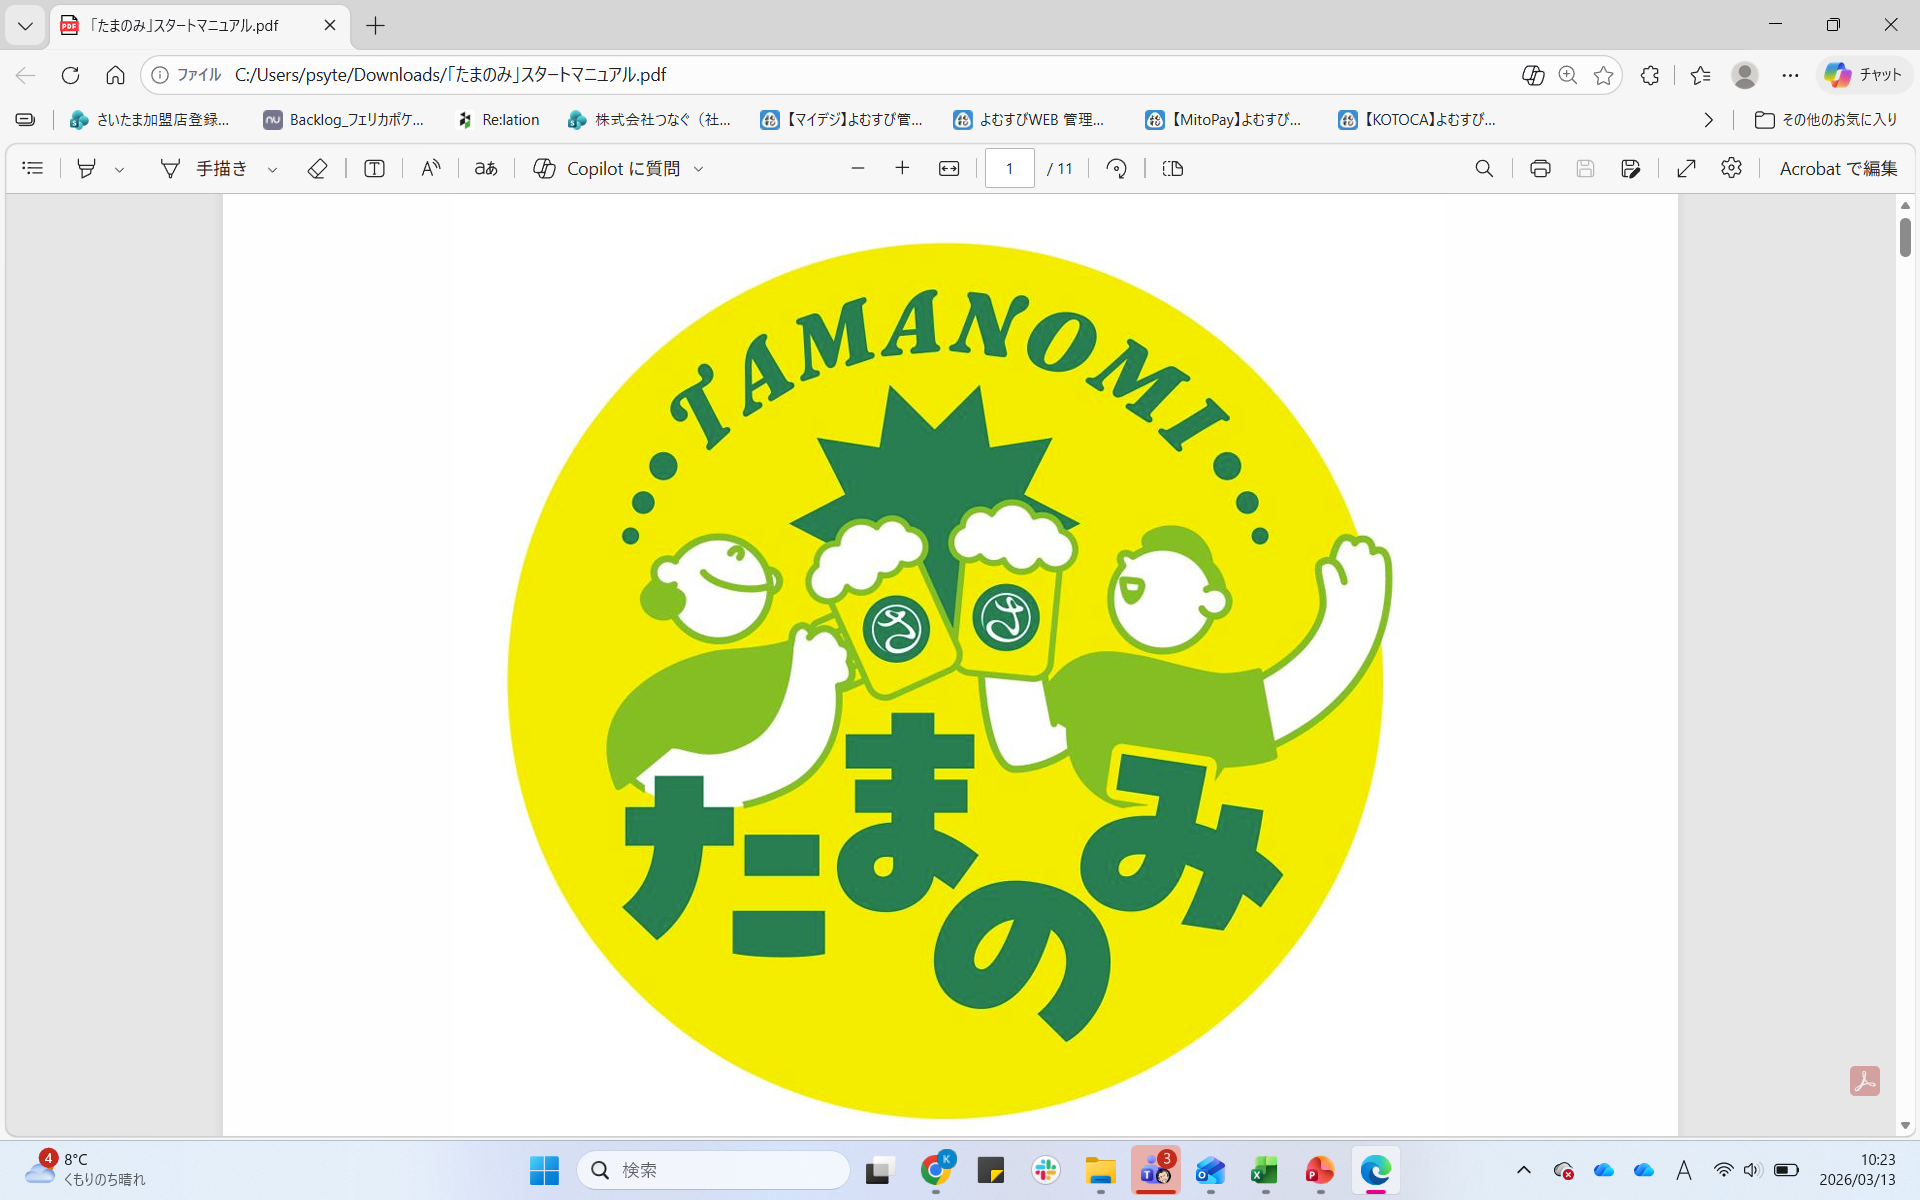 「たまのみ」スタートマニュアル.pdf
ファイル C:/Users/psyte/Downloads/「たまのみ」スタートマニュアル.pdf
チャット
さいたま加盟店登録...
Backlog_フェリカポケ...
Re:lation
株式会社つなぐ（社...
【マイデジ】よむすび管...
よむすびWEB 管理...
【MitoPay】よむすび...
【KOTOCA】よむすび...
その他のお気に入り
手描き
Copilot に質問
1 / 11
Acrobat で編集
TAMANOMI
さ さ
たまのみ
4
8°C
くもりのち晴れ
検索
K
3
A
10:23
2026/03/13